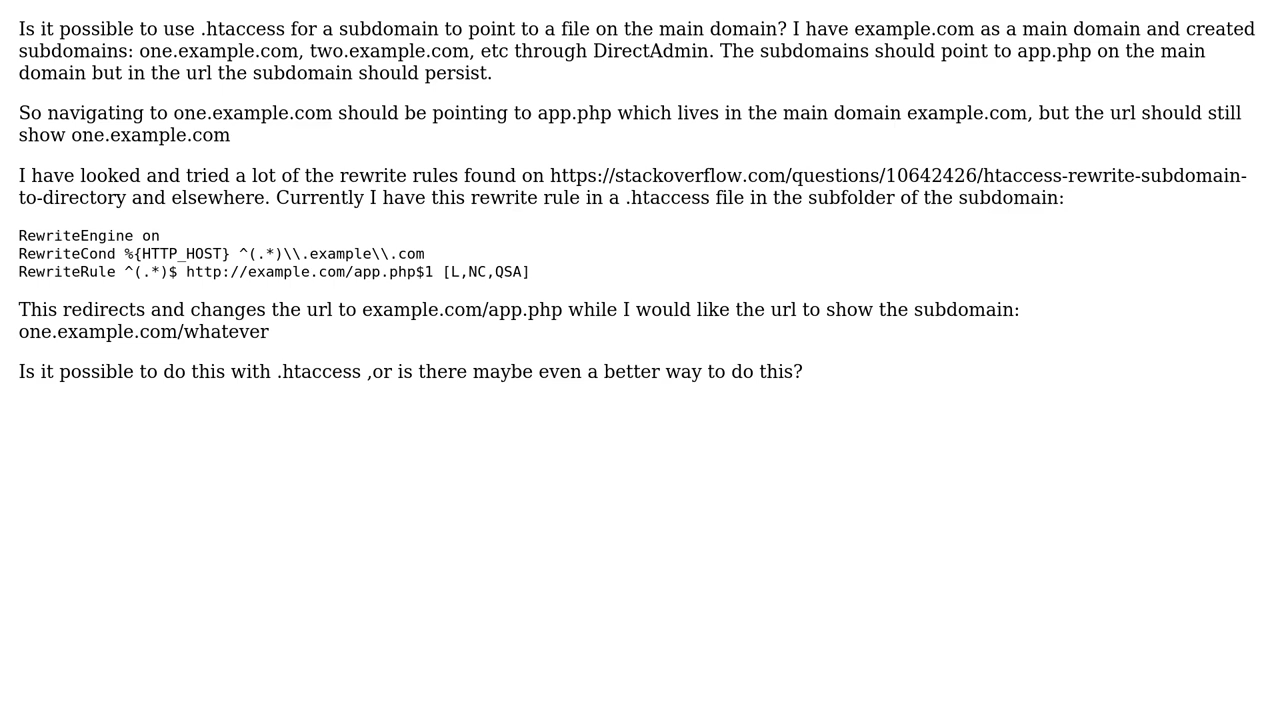 Is it possible to use .htaccess for a subdomain to point to a file on the main domain? I have example.com as a main domain and created
subdomains: one.example.com, two.example.com, etc through DirectAdmin. The subdomains should point to app.php on the main
domain but in the url the subdomain should persist.
So navigating to one.example.com should be pointing to app.php which lives in the main domain example.com, but the url should still
show one.example.com
I have looked and tried a lot of the rewrite rules found on https://stackoverflow.com/questions/10642426/htaccess-rewrite-subdomain-
to-directory and elsewhere. Currently I have this rewrite rule in a .htaccess file in the subfolder of the subdomain:
RewriteEngine on
RewriteCond %{HTTP_HOST} ^(.*)\\.example\\.com
RewriteRule ^(.*)$ http://example.com/app.php$1 [L,NC,QSA]
This redirects and changes the url to example.com/app.php while I would like the url to show the subdomain:
one.example.com/whatever
Is it possible to do this with .htaccess ,or is there maybe even a better way to do this?